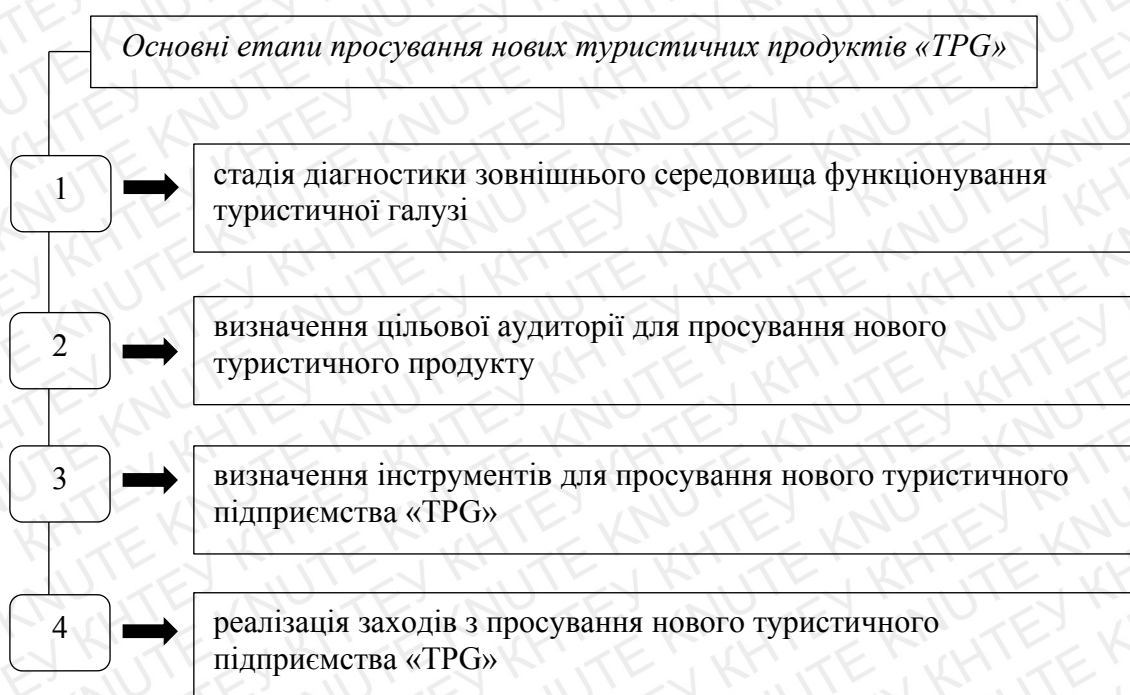 Основні етапи просування нових туристичних продуктів «TPG»
1
стадія діагностики зовнішнього середовища функціонування
туристичної галузі
2
визначення цільової аудиторії для просування нового
туристичного продукту
3
визначення інструментів для просування нового туристичного
підприємства «TPG»
4
реалізація заходів з просування нового туристичного
підприємства «TPG»